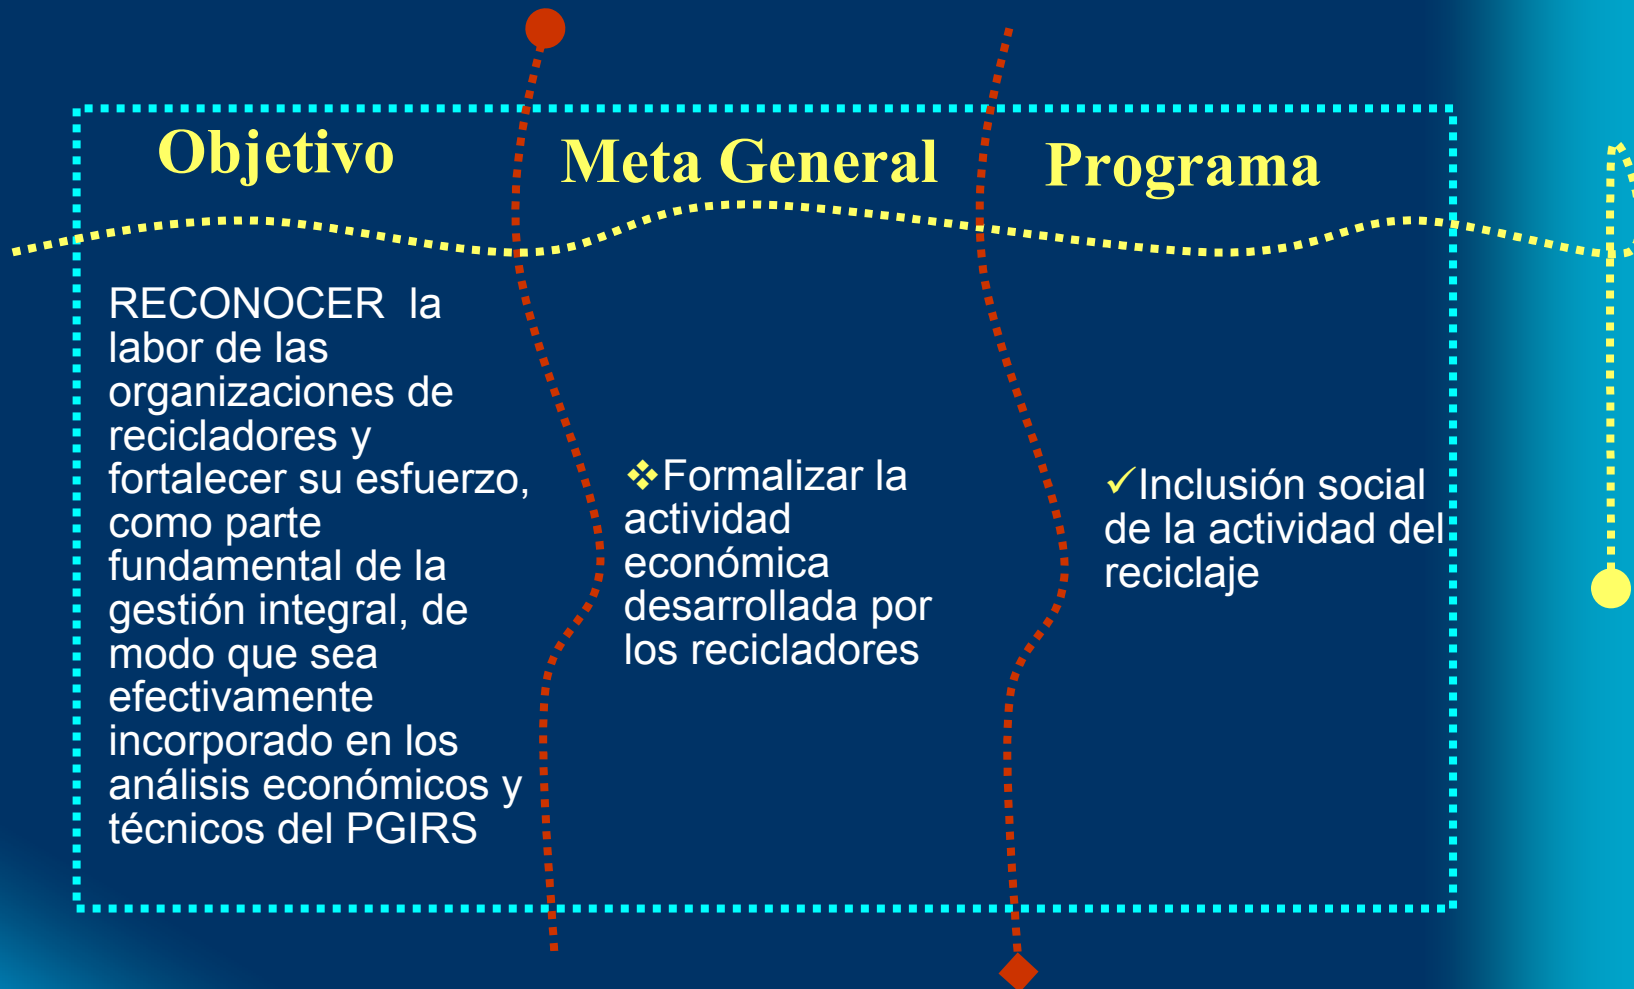 Objetivo
Meta General
Programa
RECONOCER la
labor de las
organizaciones de
recicladores y
fortalecer su esfuerzo,
como parte
fundamental de la
gestión integral, de
modo que sea
efectivamente
incorporado en los
análisis económicos y
técnicos del PGIRS
❖Formalizar la
actividad
económica
desarrollada por
los recicladores
✓Inclusión social
de la actividad del
reciclaje